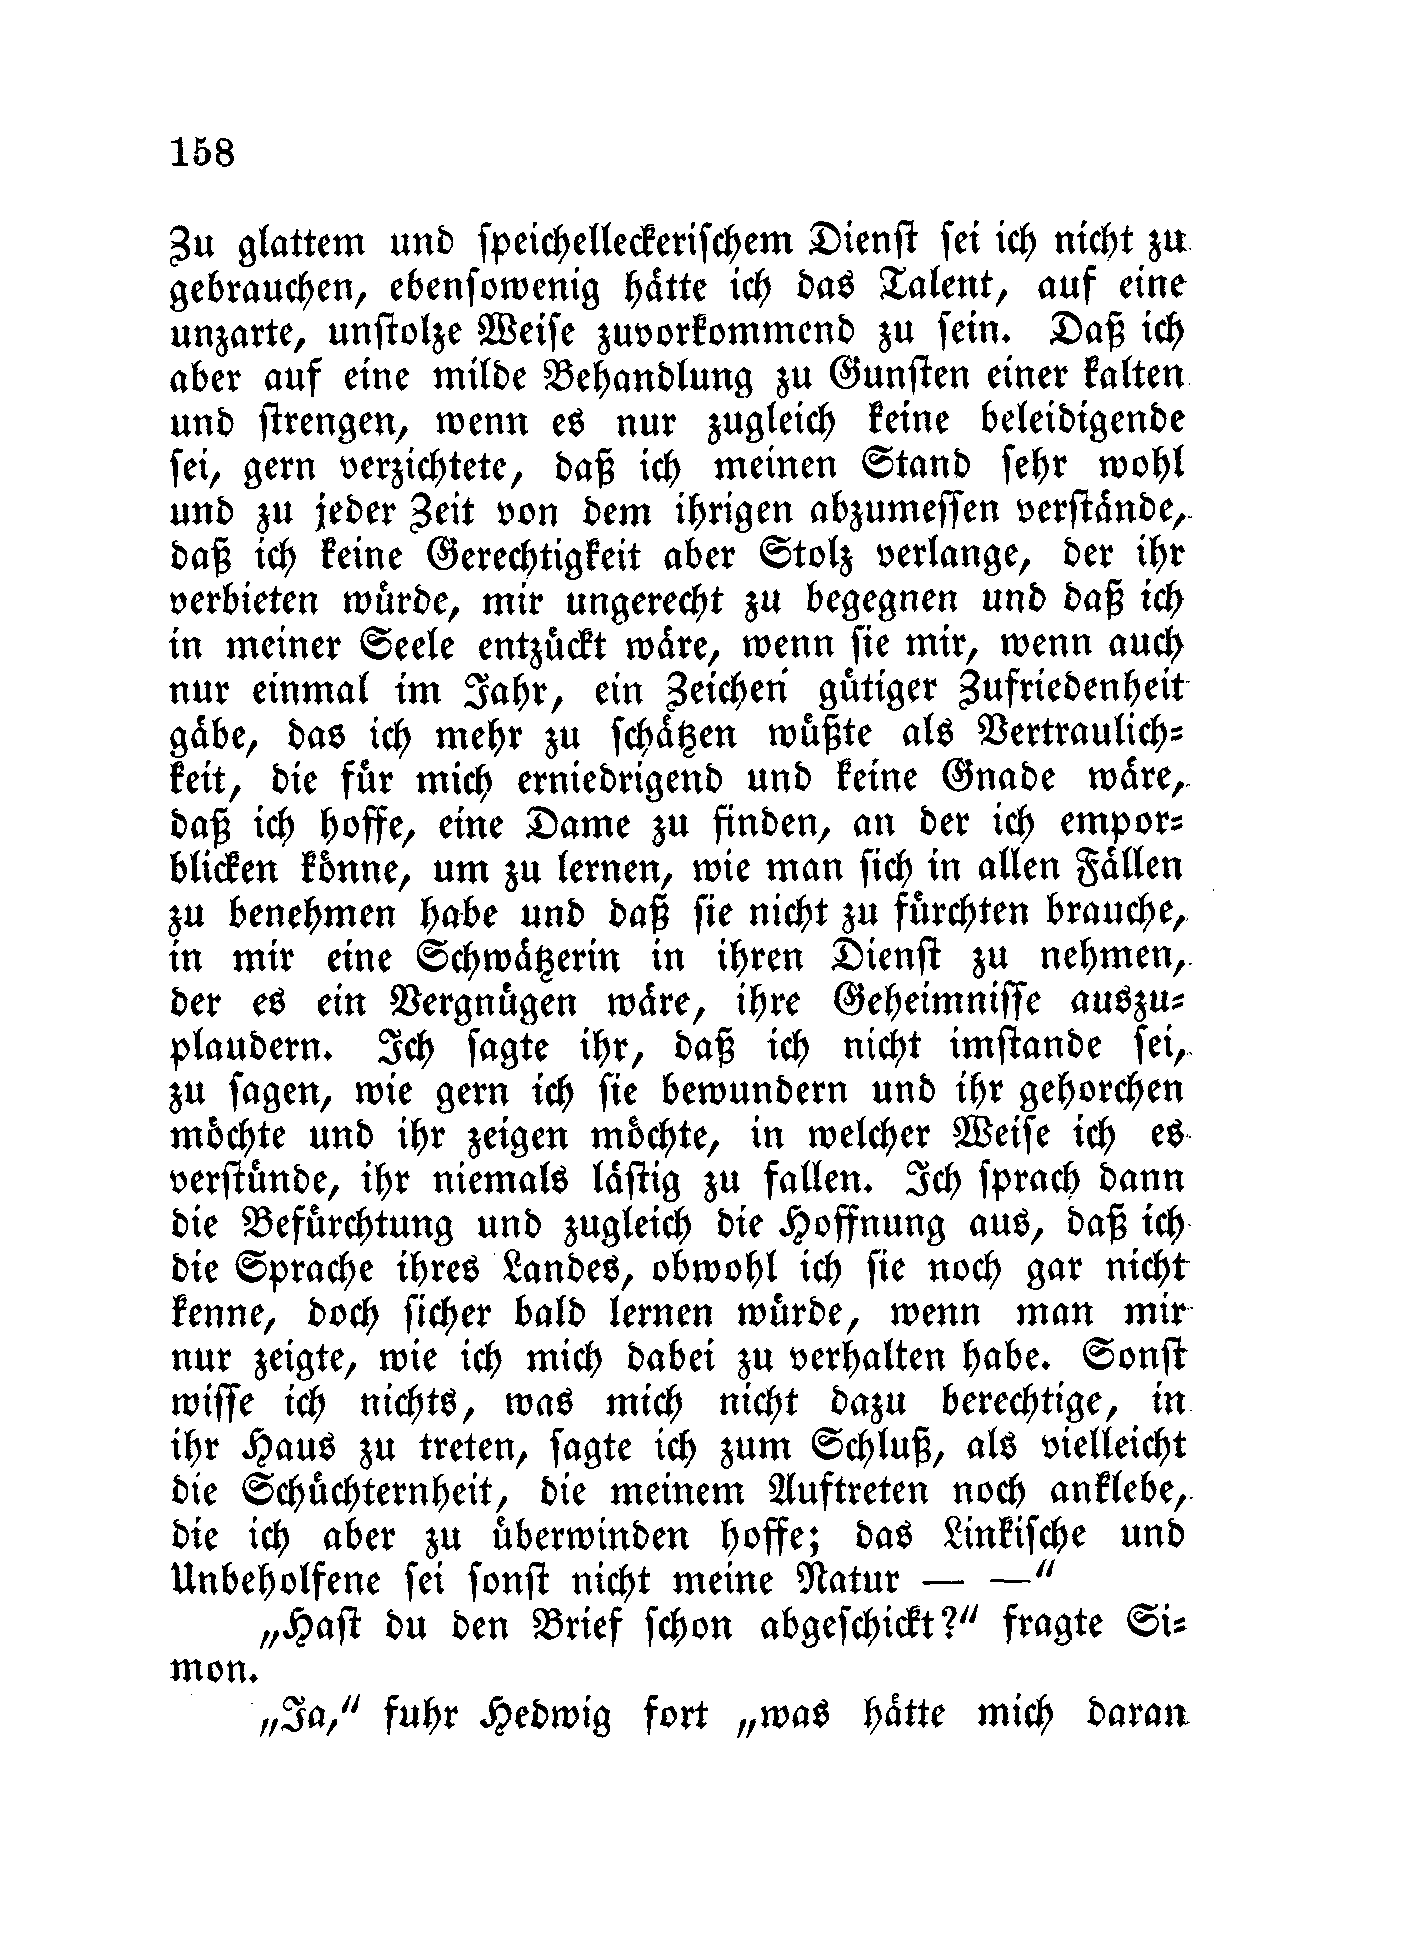 158
Zu glattem und speichelleckerischem Dienst sei ich nicht zu
gebrauchen, ebensowenig hätte ich das Talent, auf eine
unzarte, unstolze Weise zuvorkommend zu sein. Daß ich
aber auf eine milde Behandlung zu Gunsten einer kalten
und strengen, wenn es nur zugleich keine beleidigende
sei, gern verzichtete, daß ich meinen Stand sehr wohl
und zu jeder Zeit von dem ihrigen abzumessen verstände,
daß ich keine Gerechtigkeit aber Stolz verlange, der ihr
verbieten würde, mir ungerecht zu begegnen und daß ich
in meiner Seele entzückt wäre, wenn sie mir, wenn auch
nur einmal im Jahr, ein Zeichen gütiger Zufriedenheit
gäbe, das ich mehr zu schätzen wüßte als Vertraulich-
keit, die für mich erniedrigend und keine Gnade wäre,
daß ich hoffe, eine Dame zu finden, an der ich empor-
blicken könne, um zu lernen, wie man sich in allen Fällen
zu benehmen habe und daß sie nicht zu fürchten brauche,
in mir eine Schwätzerin in ihren Dienst zu nehmen,
der es ein Vergnügen wäre, ihre Geheimnisse auszu-
plaudern. Ich sagte ihr, daß ich nicht imstande sei,
zu sagen, wie gern ich sie bewundern und ihr gehorchen
möchte und ihr zeigen möchte, in welcher Weise ich es
verstünde, ihr niemals lästig zu fallen. Ich sprach dann
die Befürchtung und zugleich die Hoffnung aus, daß ich
die Sprache ihres Landes, obwohl ich sie noch gar nicht
kenne, doch sicher bald lernen würde, wenn man mir
nur zeigte, wie ich mich dabei zu verhalten habe. Sonst
wisse ich nichts, was mich nicht dazu berechtige, in
ihr Haus zu treten, sagte ich zum Schluß, als vielleicht
die Schüchternheit, die meinem Auftreten noch anklebe,
die ich aber zu überwinden hoffe; das Linkische und
Unbeholfene sei sonst nicht meine Natur — —“
„Hast du den Brief schon abgeschickt?“ fragte Si-
mon.
„Ja,“ fuhr Hedwig fort „was hätte mich daran